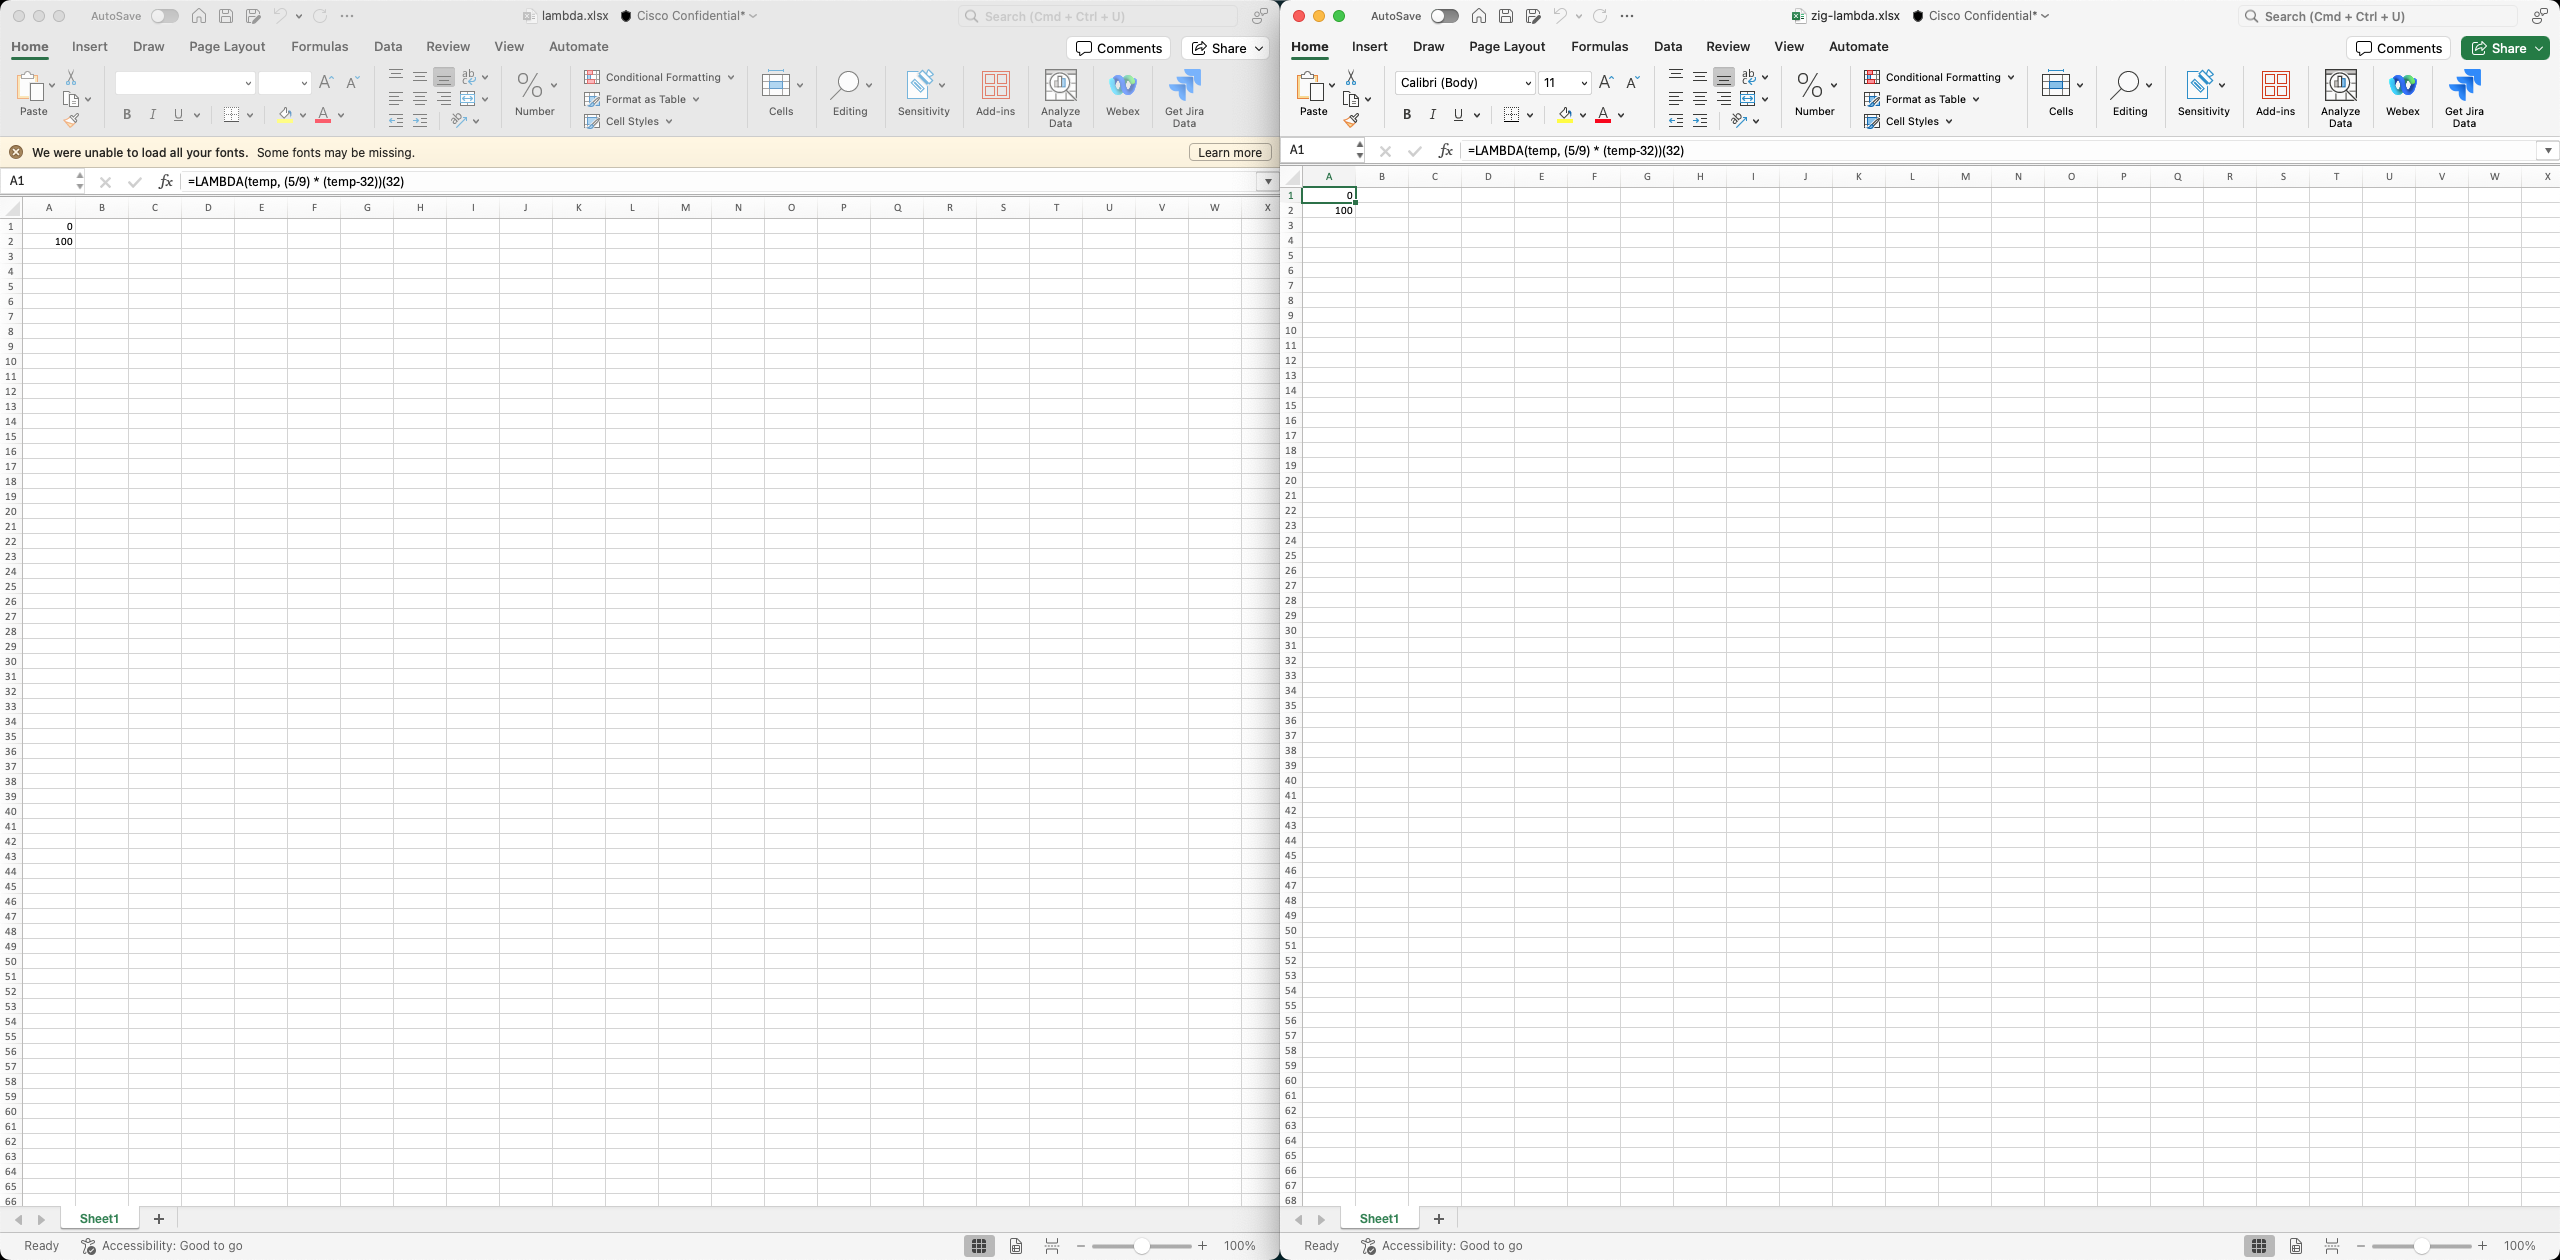 AutoSave
lambda.xlsx
Cisco Confidential*
Search (Cmd + Ctrl + U)
Home Insert Draw Page Layout Formulas Data Review View Automate
Comments Share
Paste
B I U
ab
Number
Conditional Formatting
Format as Table
Cell Styles
Cells
Editing
Sensitivity
Add-ins
Analyze Data
Webex
Get Jira Data
We were unable to load all your fonts. Some fonts may be missing.
Learn more
A1
fx =LAMBDA(temp, (5/9) * (temp-32))(32)
A B C D E F G H I J K L M N O P Q R S T U V W X
1 0
2 100
3
4
5
6
7
8
9
10
11
12
13
14
15
16
17
18
19
20
21
22
23
24
25
26
27
28
29
30
31
32
33
34
35
36
37
38
39
40
41
42
43
44
45
46
47
48
49
50
51
52
53
54
55
56
57
58
59
60
61
62
63
64
65
66
Sheet1 +
Ready Accessibility: Good to go
100%
AutoSave
zig-lambda.xlsx
Cisco Confidential*
Search (Cmd + Ctrl + U)
Home Insert Draw Page Layout Formulas Data Review View Automate
Comments Share
Paste
Calibri (Body) 11
B I U
ab
Number
Conditional Formatting
Format as Table
Cell Styles
Cells
Editing
Sensitivity
Add-ins
Analyze Data
Webex
Get Jira Data
A1
fx =LAMBDA(temp, (5/9) * (temp-32))(32)
A B C D E F G H I J K L M N O P Q R S T U V W X
1 0
2 100
3
4
5
6
7
8
9
10
11
12
13
14
15
16
17
18
19
20
21
22
23
24
25
26
27
28
29
30
31
32
33
34
35
36
37
38
39
40
41
42
43
44
45
46
47
48
49
50
51
52
53
54
55
56
57
58
59
60
61
62
63
64
65
66
67
68
Sheet1 +
Ready Accessibility: Good to go
100%